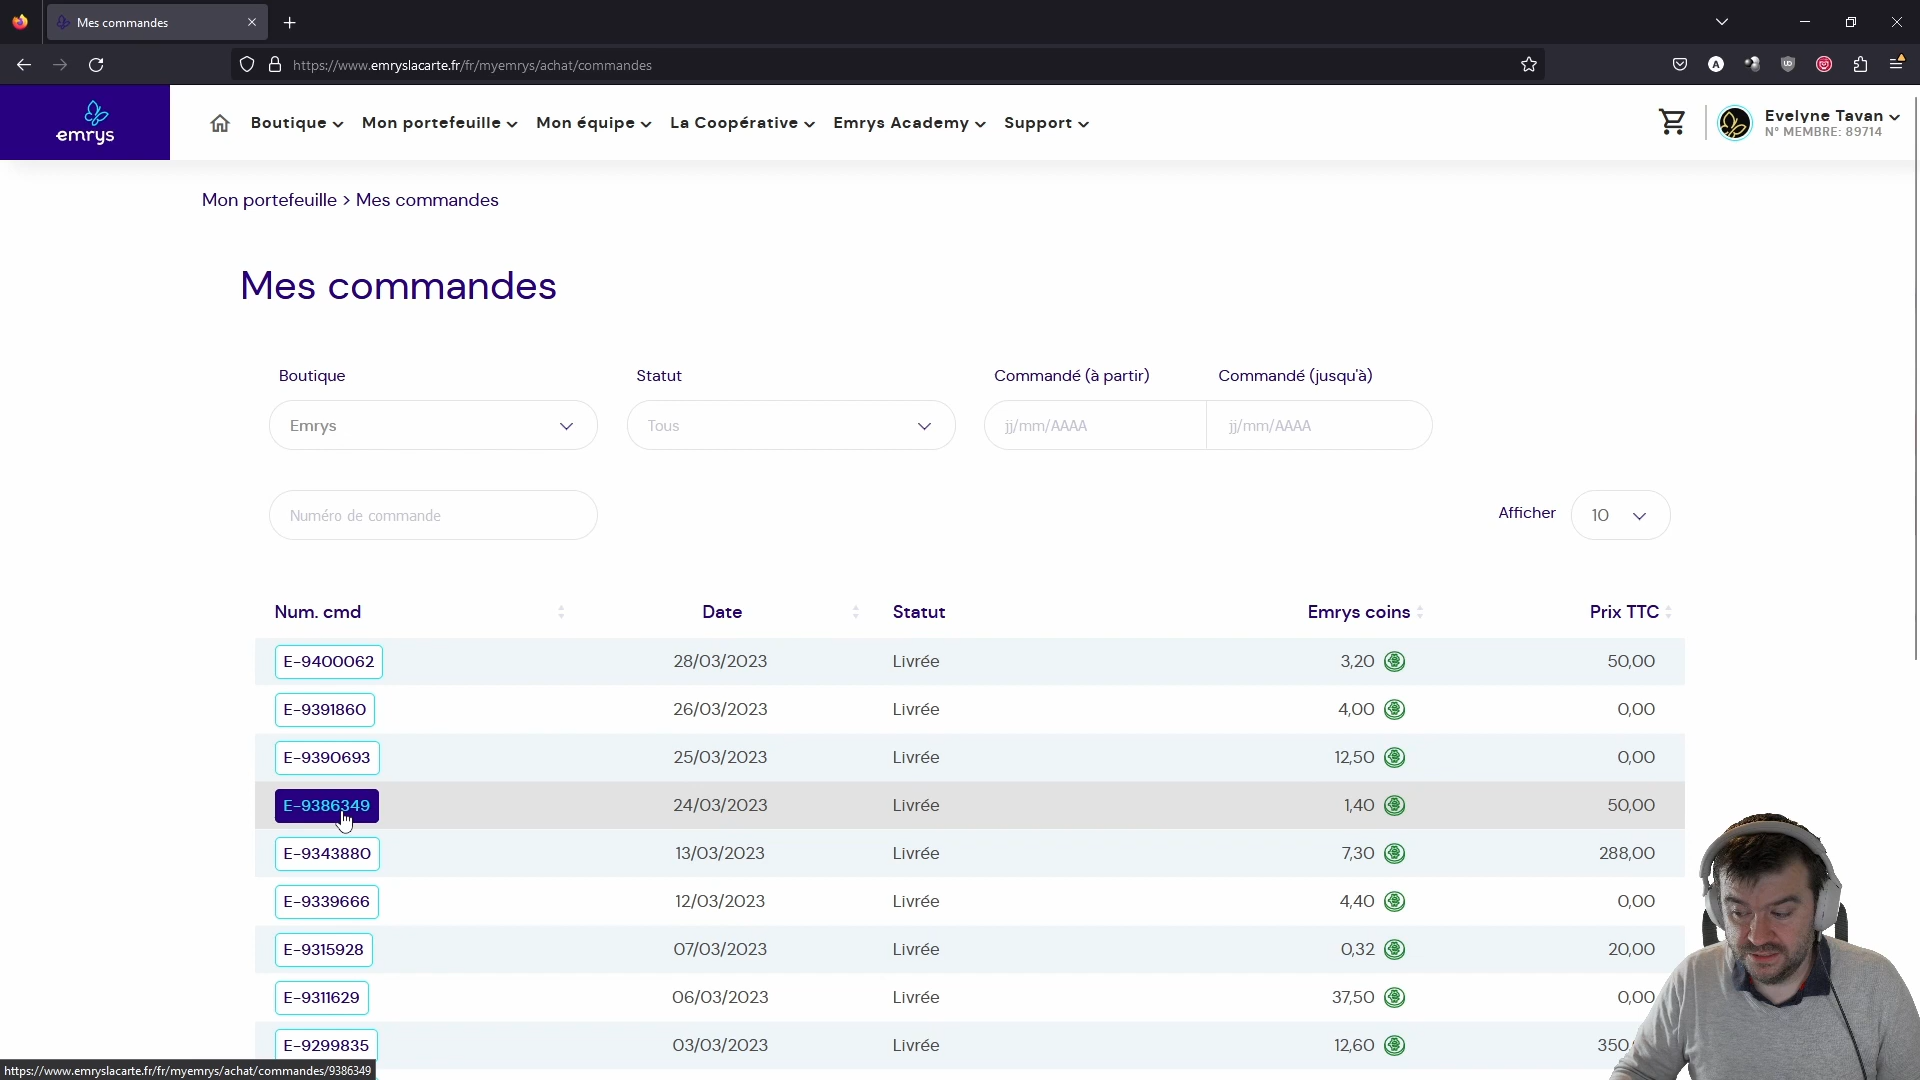 Mes commandes
https://www.emryslacarte.fr/fr/myemrys/achat/commandes
emrys
Boutique
Mon portefeuille
Mon équipe
La Coopérative
Emrys Academy
Support
Evelyne Tavan
N° MEMBRE: 89714
Mon portefeuille > Mes commandes
Mes commandes
Boutique
Statut
Commandé (à partir)
Commandé (jusqu'à)
Emrys
Tous
jj/mm/AAAA
jj/mm/AAAA
Numéro de commande
Afficher
10
Num. cmd Date Statut Emrys coins Prix TTC
E-9400062 28/03/2023 Livrée 3,20 50,00
E-9391860 26/03/2023 Livrée 4,00 0,00
E-9390693 25/03/2023 Livrée 12,50 0,00
E-9386349 24/03/2023 Livrée 1,40 50,00
E-9343880 13/03/2023 Livrée 7,30 288,00
E-9339666 12/03/2023 Livrée 4,40 0,00
E-9315928 07/03/2023 Livrée 0,32 20,00
E-9311629 06/03/2023 Livrée 37,50 0,00
E-9299835 03/03/2023 Livrée 12,60 350
https://www.emryslacarte.fr/fr/myemrys/achat/commandes/9386349